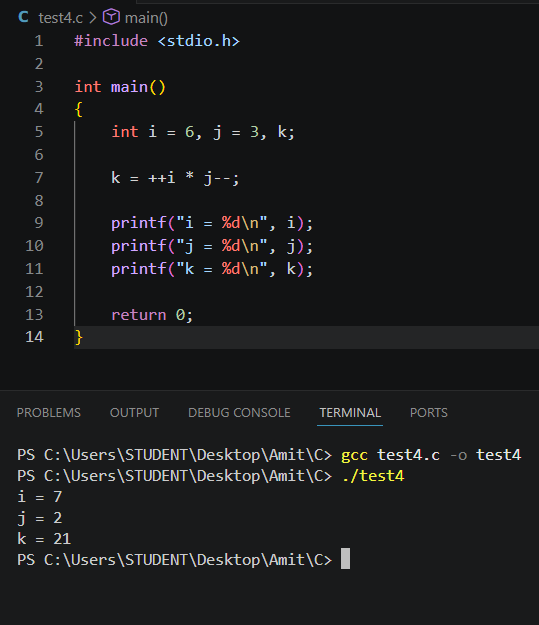 C test4.c > main()
1 #include <stdio.h>
2
3 int main()
4 {
5     int i = 6, j = 3, k;
6
7     k = ++i * j--;
8
9     printf("i = %d\n", i);
10     printf("j = %d\n", j);
11     printf("k = %d\n", k);
12
13     return 0;
14 }
PROBLEMS OUTPUT DEBUG CONSOLE TERMINAL PORTS
PS C:\Users\STUDENT\Desktop\Amit\C> gcc test4.c -o test4
PS C:\Users\STUDENT\Desktop\Amit\C> ./test4
i = 7
j = 2
k = 21
PS C:\Users\STUDENT\Desktop\Amit\C>